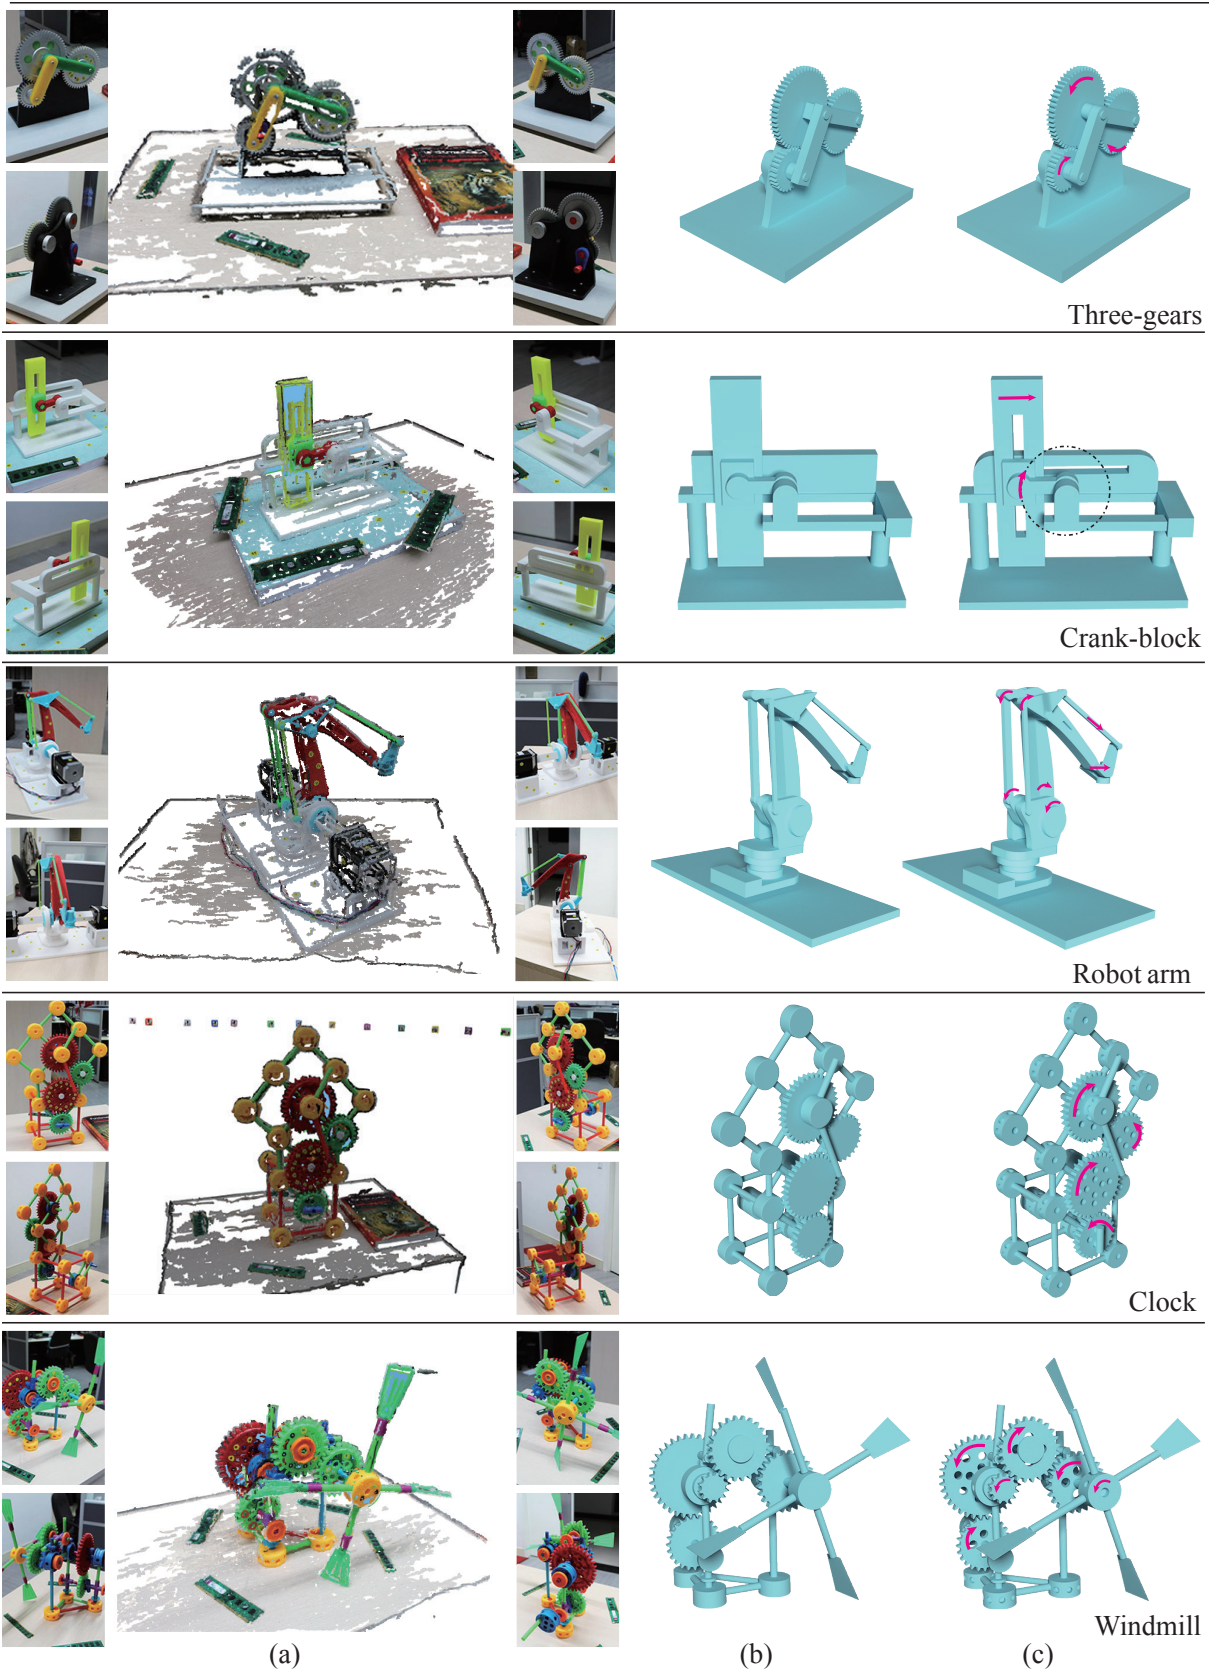 Three-gears
Crank-block
Robot arm
Clock
Windmill
(a)
(b)
(c)